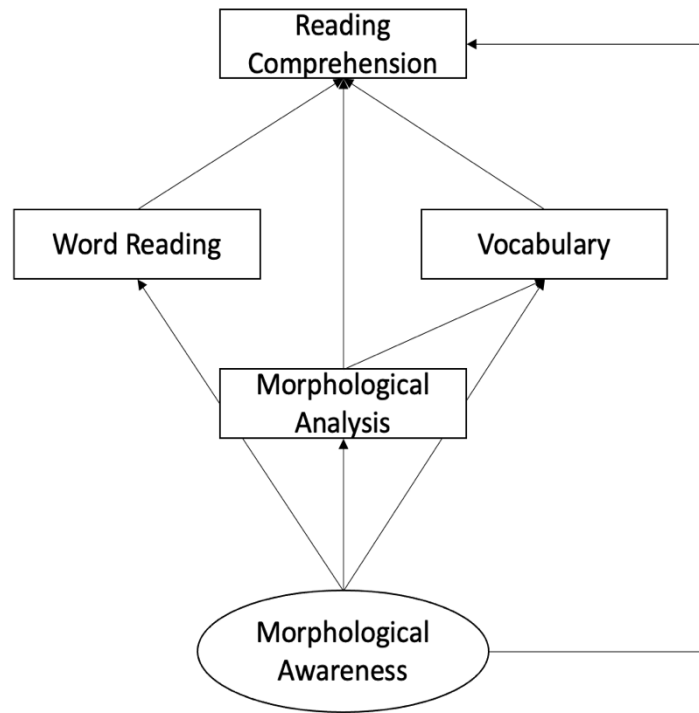 Reading
Comprehension
Word Reading
Vocabulary
Morphological
Analysis
Morphological
Awareness